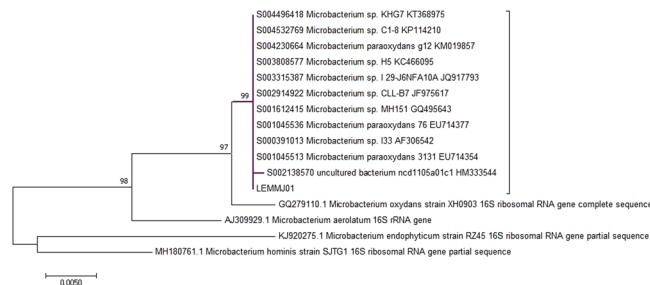 S004496418 Microbacterium sp. KHG7 KT368975
S004532769 Microbacterium sp. C1-8 KP114210
S004230664 Microbacterium paraoxydans g12 KM019857
S003808577 Microbacterium sp. H5 KC466095
S003315387 Microbacterium sp. I 29-J6NFA10A JQ917793
S002914922 Microbacterium sp. CLL-B7 JF975617
99
S001612415 Microbacterium sp. MH151 GQ495643
S001045536 Microbacterium paraoxydans 76 EU714377
S000391013 Microbacterium sp. I33 AF306542
97
S001045513 Microbacterium paraoxydans 3131 EU714354
S002138570 uncultured bacterium ncd1105a01c1 HM333544
98
LEMMJ01
GQ279110.1 Microbacterium oxydans strain XH0903 16S ribosomal RNA gene complete sequence
AJ309929.1 Microbacterium aerolatum 16S rRNA gene
KJ920275.1 Microbacterium endophyticum strain RZ45 16S ribosomal RNA gene partial sequence
MH180761.1 Microbacterium hominis strain SJTG1 16S ribosomal RNA gene partial sequence
0.0050